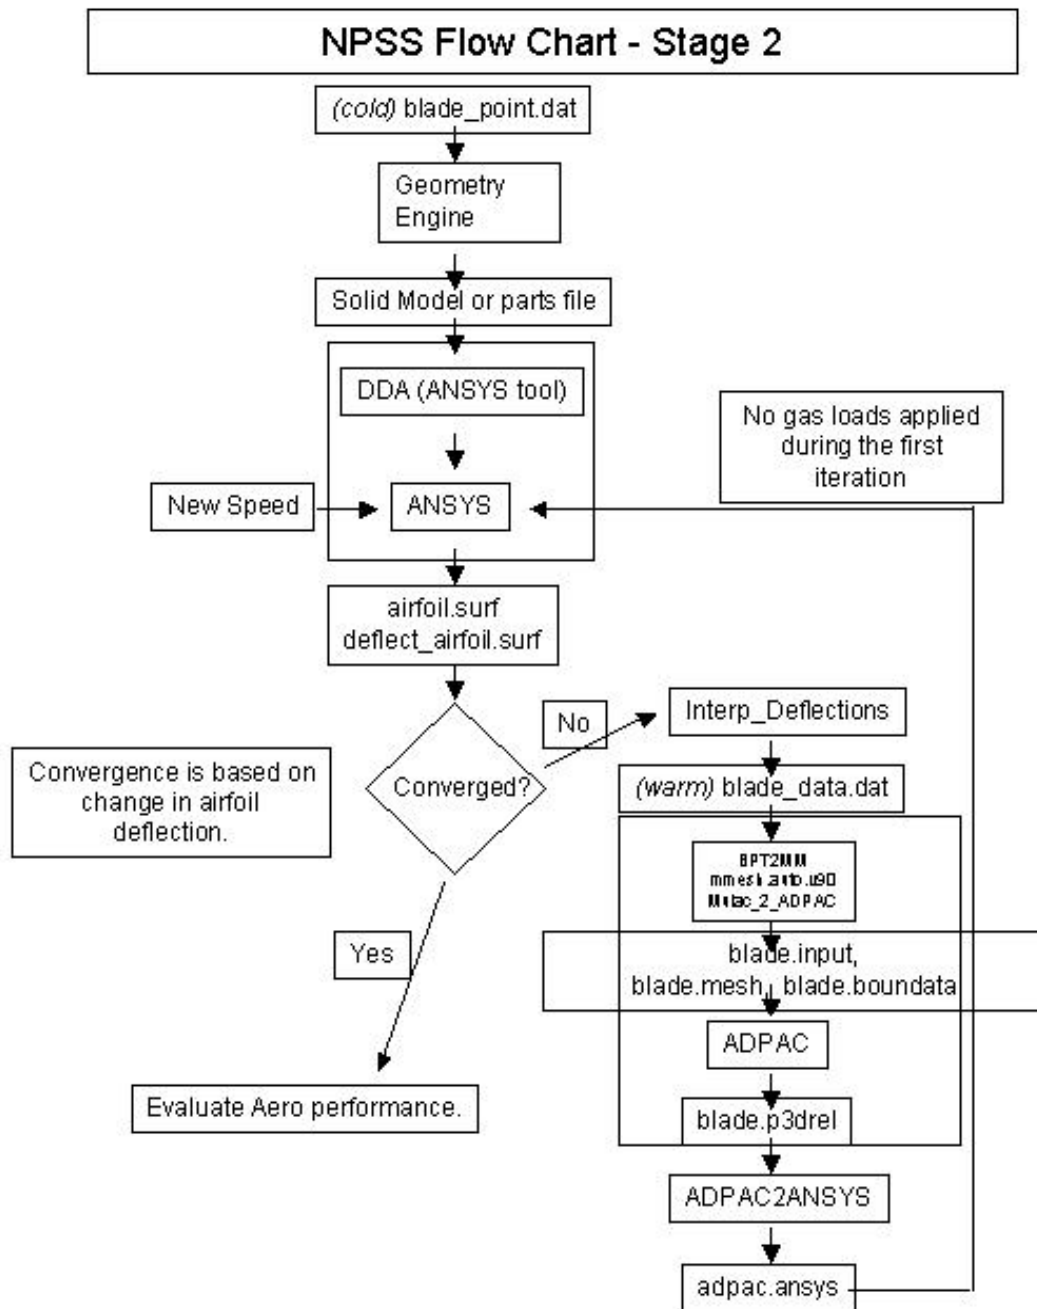 NPSS Flow Chart - Stage 2
(cold) blade_point.dat
Geometry
Engine
Solid Model or parts file
DDA (ANSYS tool)
No gas loads applied
during the first
iteration
New Speed
ANSYS
airfoil.surf
deflect_airfoil.surf
No
Interp_Deflections
Convergence is based on
change in airfoil
deflection.
Converged?
(warm) blade_data.dat
BPT2MM
Yes
blade.input,
blade.mesh, blade.boundata
ADPAC
Evaluate Aero performance.
blade.p3drel
ADPAC2ANSYS
adpac.ansys